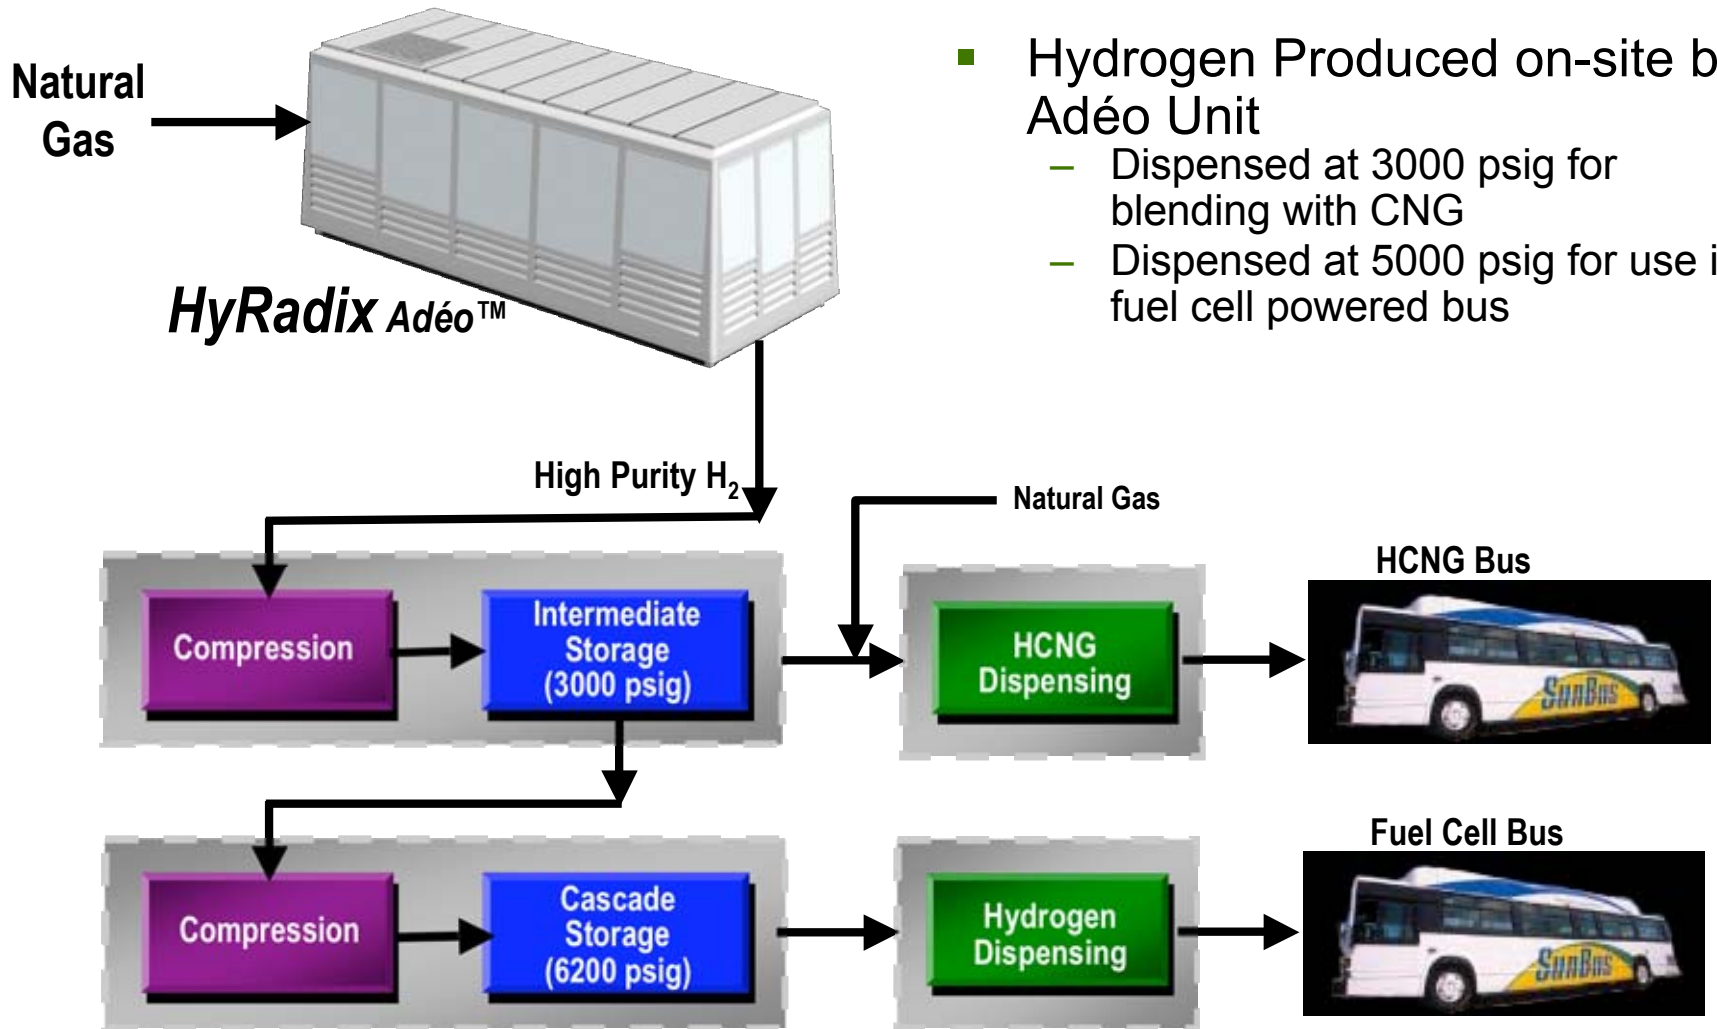 Natural
Gas
HyRadix Adéo™
▪ Hydrogen Produced on-site b
Adéo Unit
– Dispensed at 3000 psig for
blending with CNG
– Dispensed at 5000 psig for use i
fuel cell powered bus
High Purity H₂
Natural Gas
Compression
Intermediate
Storage
(3000 psig)
HCNG
Dispensing
HCNG Bus
SunBus
Compression
Cascade
Storage
(6200 psig)
Hydrogen
Dispensing
Fuel Cell Bus
SunBus